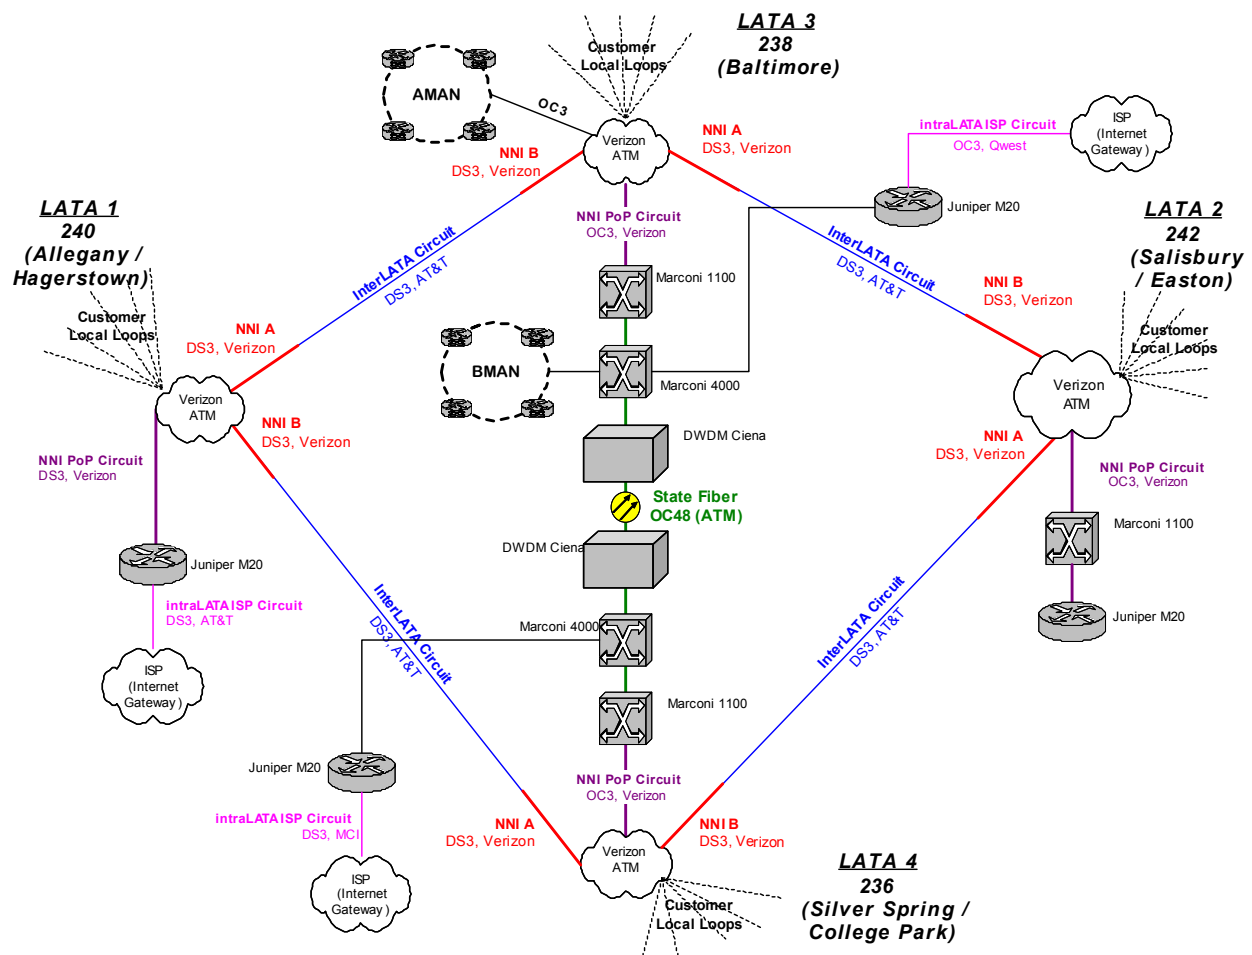 LATA 3
238
(Baltimore)
Customer
Local Loops
AMAN
OC3
Verizon
ATM
NNI B
DS3, Verizon
NNI A
DS3, Verizon
intraLATA ISP Circuit
OC3, Qwest
ISP
(Internet
Gateway)
Juniper M20
LATA 1
240
(Allegany /
Hagerstown)
Customer
Local Loops
InterLATA Circuit
DS3, AT&T
NNI PoP Circuit
OC3, Verizon
Marconi 1100
InterLATA Circuit
DS3, AT&T
LATA 2
242
(Salisbury
/ Easton)
NNI B
DS3, Verizon
Customer
Local Loops
NNI A
DS3, Verizon
BMAN
Marconi 4000
Verizon
ATM
Verizon
ATM
NNI B
DS3, Verizon
DWDM Ciena
NNI A
DS3, Verizon
NNI PoP Circuit
DS3, Verizon
State Fiber
OC48 (ATM)
NNI PoP Circuit
OC3, Verizon
Marconi 1100
DWDM Ciena
Juniper M20
intraLATA ISP Circuit
DS3, AT&T
InterLATA Circuit
DS3, AT&T
Marconi 4000
InterLATA Circuit
DS3, AT&T
Juniper M20
ISP
(Internet
Gateway)
Marconi 1100
Juniper M20
NNI PoP Circuit
OC3, Verizon
intraLATA ISP Circuit
DS3, MCI
NNI A
DS3, Verizon
NNI B
DS3, Verizon
Verizon
ATM
ISP
(Internet
Gateway)
Customer
Local Loops
LATA 4
236
(Silver Spring /
College Park)